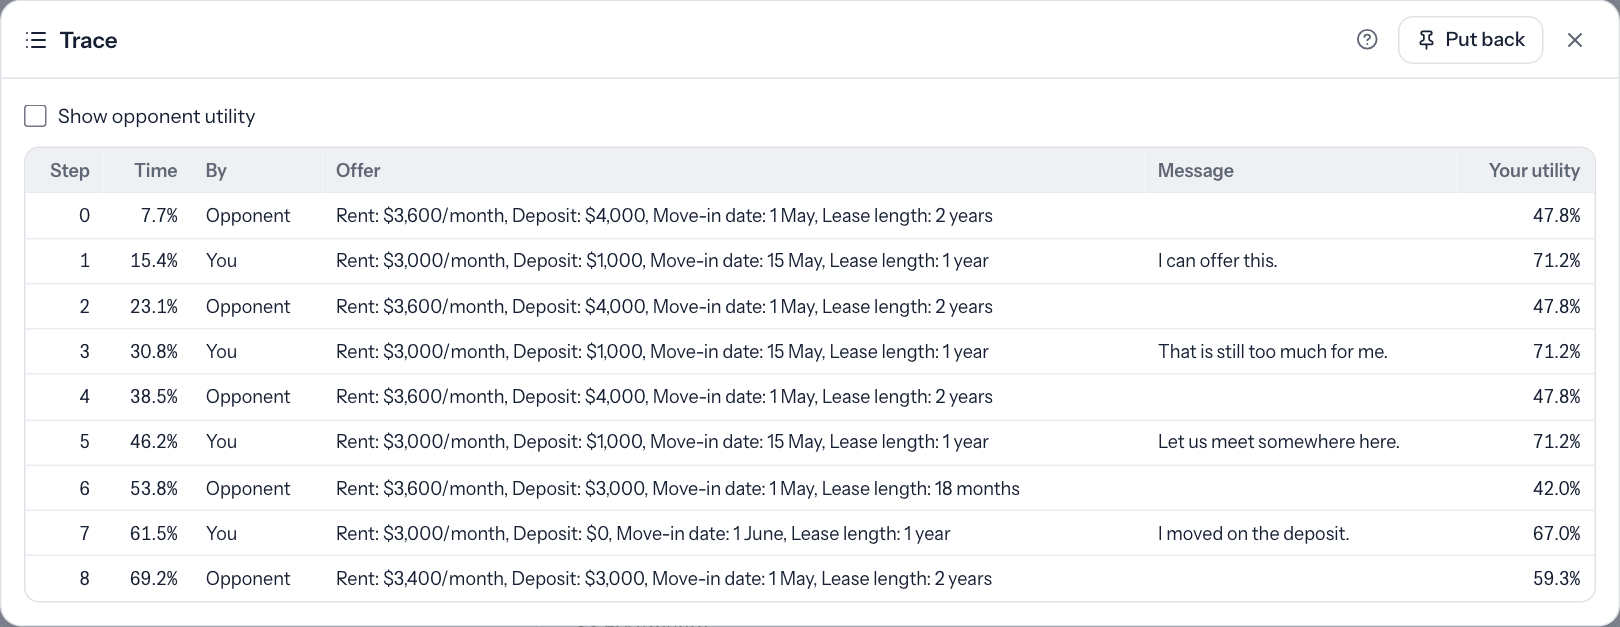 Trace
Put back
Show opponent utility
Step Time By Offer Message Your utility
0 7.7% Opponent Rent: $3,600/month, Deposit: $4,000, Move-in date: 1 May, Lease length: 2 years 47.8%
1 15.4% You Rent: $3,000/month, Deposit: $1,000, Move-in date: 15 May, Lease length: 1 year I can offer this. 71.2%
2 23.1% Opponent Rent: $3,600/month, Deposit: $4,000, Move-in date: 1 May, Lease length: 2 years 47.8%
3 30.8% You Rent: $3,000/month, Deposit: $1,000, Move-in date: 15 May, Lease length: 1 year That is still too much for me. 71.2%
4 38.5% Opponent Rent: $3,600/month, Deposit: $4,000, Move-in date: 1 May, Lease length: 2 years 47.8%
5 46.2% You Rent: $3,000/month, Deposit: $1,000, Move-in date: 15 May, Lease length: 1 year Let us meet somewhere here. 71.2%
6 53.8% Opponent Rent: $3,600/month, Deposit: $3,000, Move-in date: 1 May, Lease length: 18 months 42.0%
7 61.5% You Rent: $3,000/month, Deposit: $0, Move-in date: 1 June, Lease length: 1 year I moved on the deposit. 67.0%
8 69.2% Opponent Rent: $3,400/month, Deposit: $3,000, Move-in date: 1 May, Lease length: 2 years 59.3%